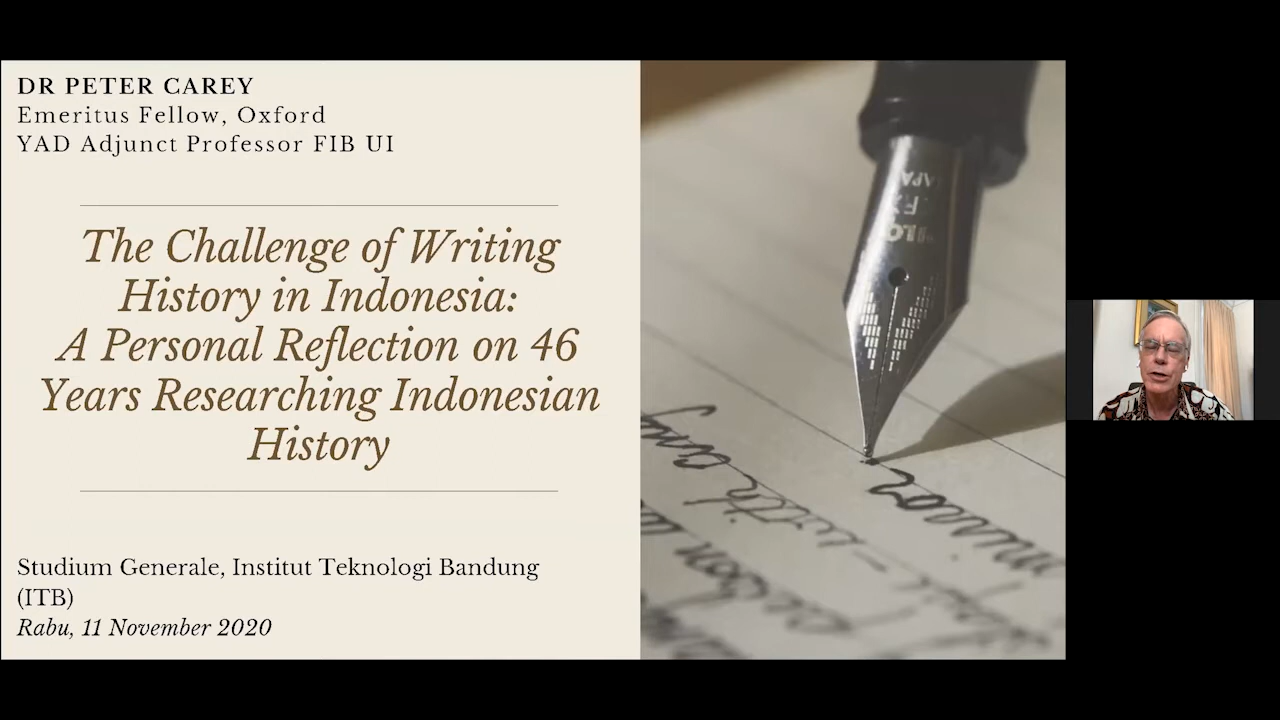 DR PETER CAREY
Emeritus Fellow, Oxford
YAD Adjunct Professor FIB UI
The Challenge of Writing
History in Indonesia:
A Personal Reflection on 46
Years Researching Indonesian
History
Studium Generale, Institut Teknologi Bandung
(ITB)
Rabu, 11 November 2020